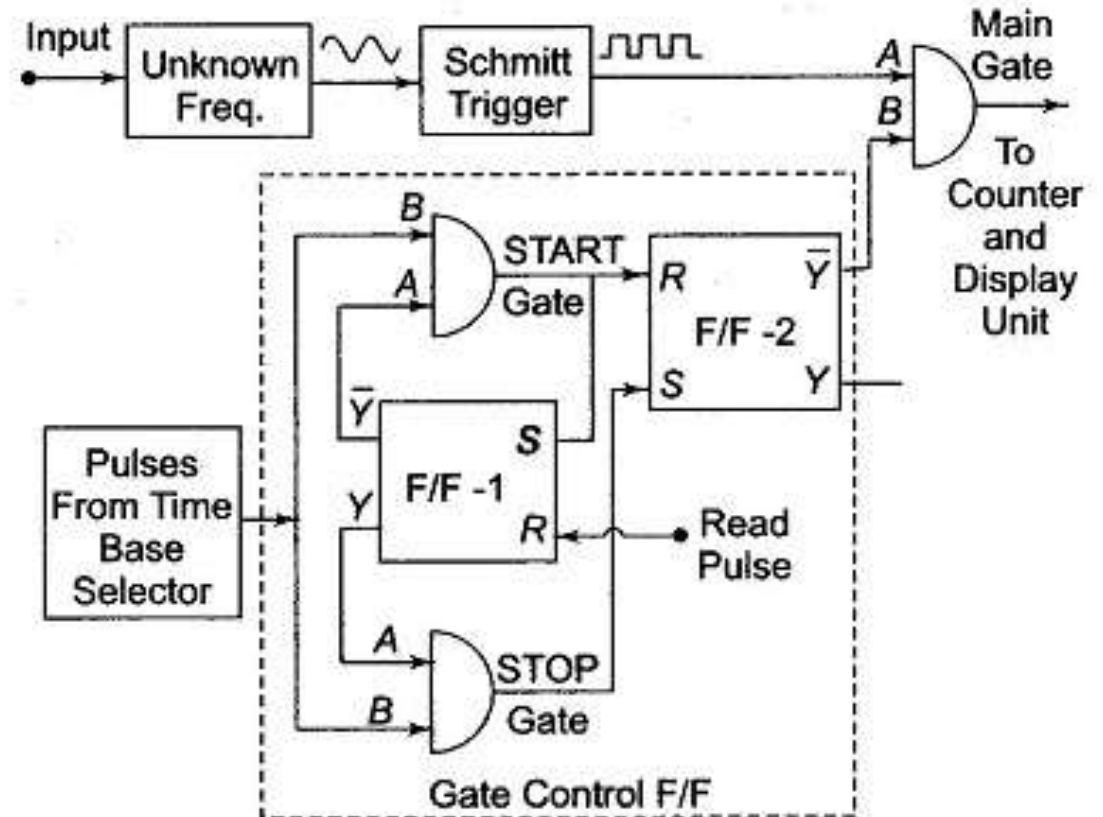 Input
Unknown
Freq.
Schmitt
Trigger
A
B
Main
Gate
To
Counter
and
Display
Unit
B
A
START
Gate
R
S
F/F -2
Y̅
Y
Y̅
Y
F/F -1
S
R
Pulses
From Time
Base
Selector
Read
Pulse
A
B
STOP
Gate
Gate Control F/F